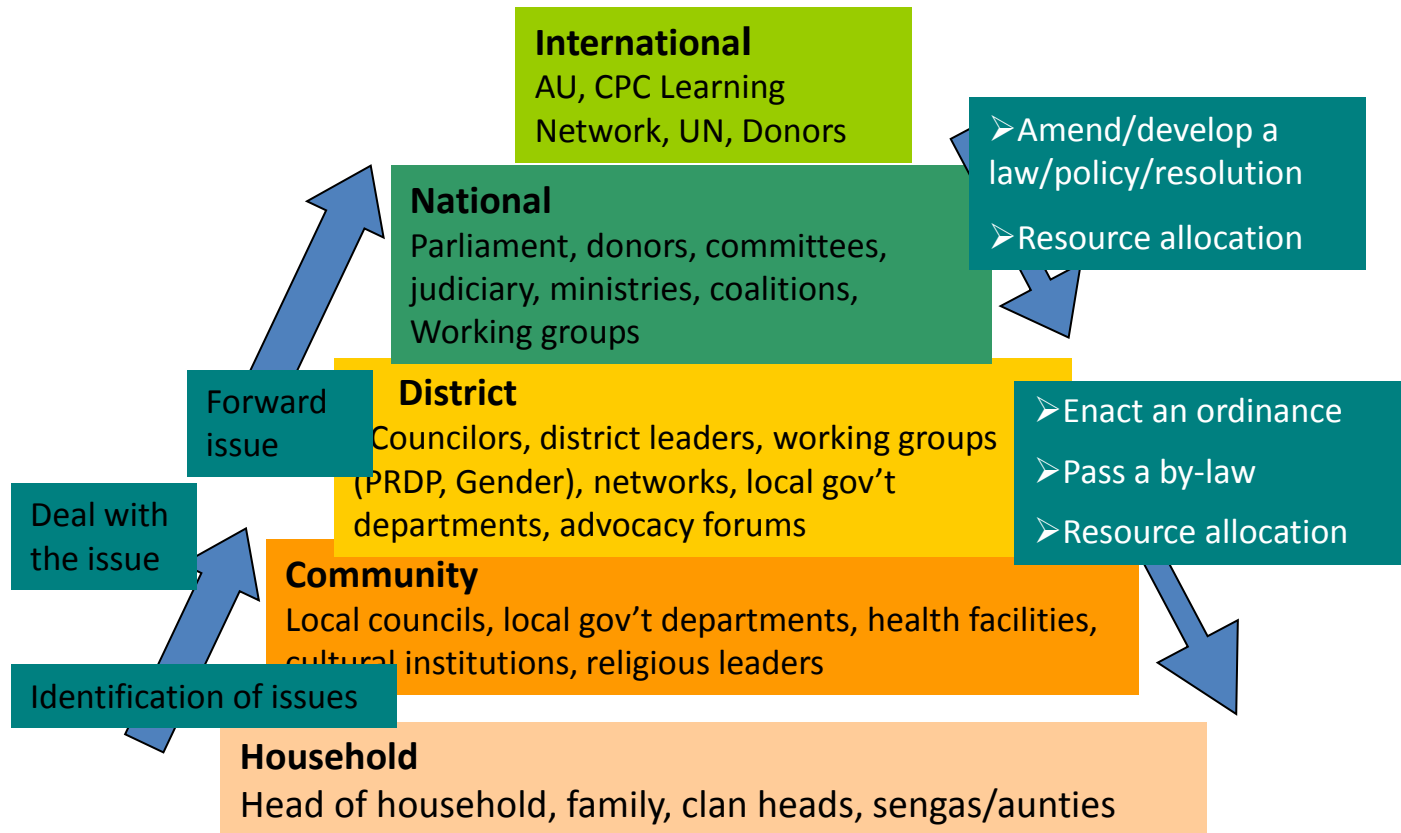 International
AU, CPC Learning
Network, UN, Donors
➢Amend/develop a
law/policy/resolution
➢Resource allocation
National
Parliament, donors, committees,
judiciary, ministries, coalitions,
Working groups
Forward
issue
District
Councilors, district leaders, working groups
(PRDP, Gender), networks, local gov’t
departments, advocacy forums
➢Enact an ordinance
➢Pass a by-law
➢Resource allocation
Deal with
the issue
Community
Local councils, local gov’t departments, health facilities,
cultural institutions, religious leaders
Identification of issues
Household
Head of household, family, clan heads, sengas/aunties